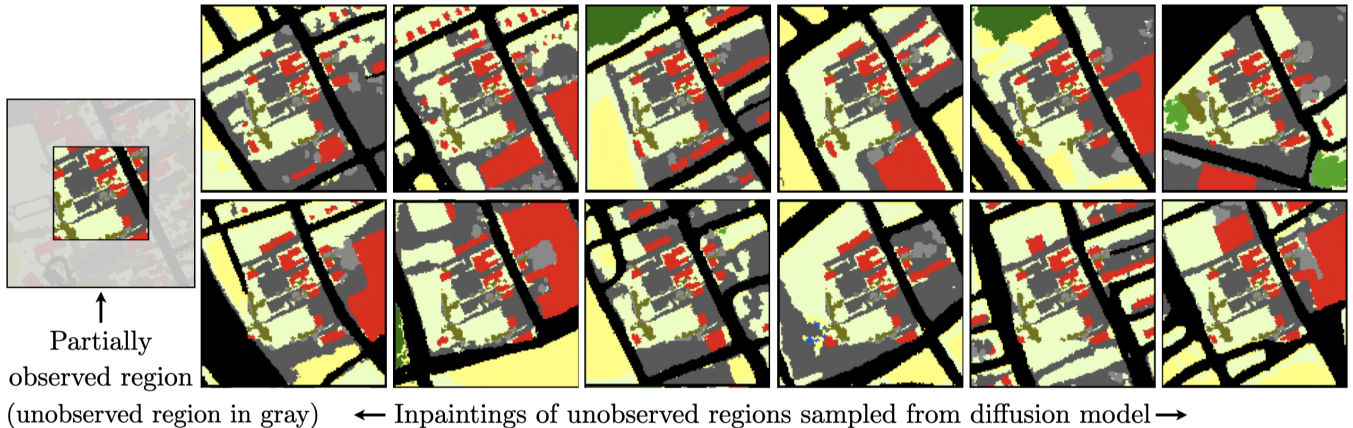 Partially
observed region
(unobserved region in gray)
Inpaintings of unobserved regions sampled from diffusion model